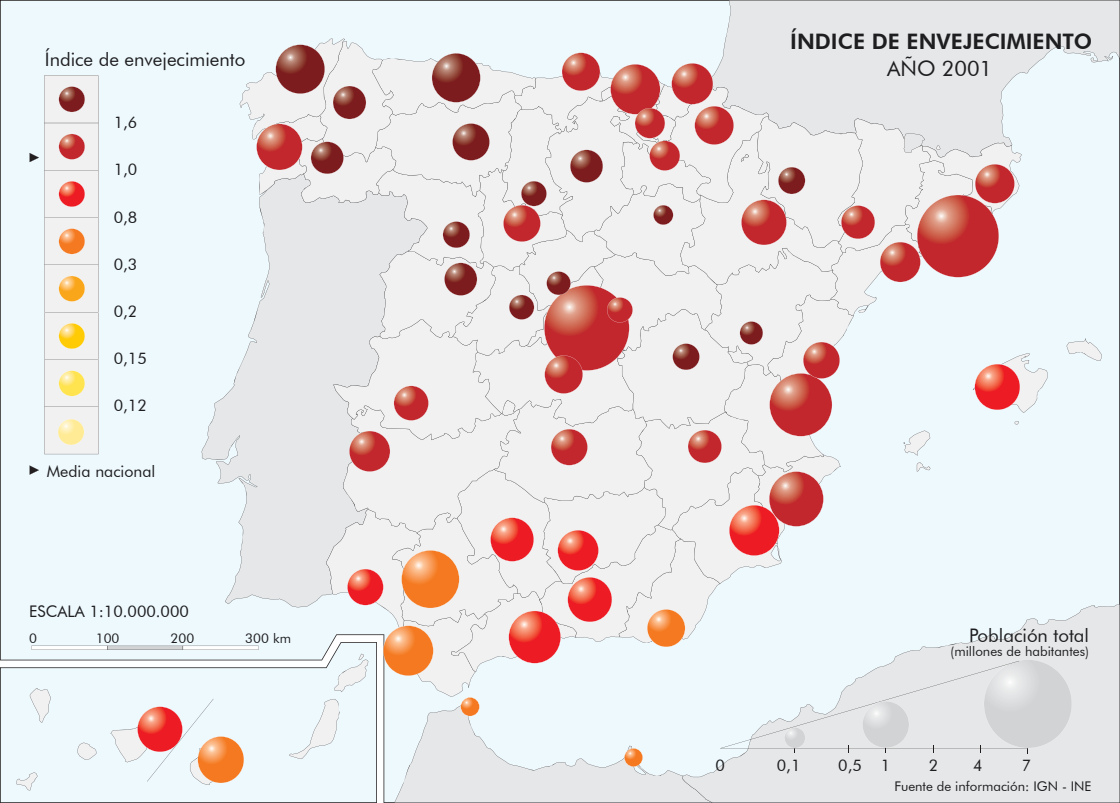 ÍNDICE DE ENVEJECIMIENTO
AÑO 2001
Índice de envejecimiento
1,6
1,0
0,8
0,3
0,2
0,15
0,12
Media nacional
ESCALA 1:10.000.000
0 100 200 300 km
Población total
(millones de habitantes)
0 0,1 0,5 1 2 4 7
Fuente de información: IGN - INE